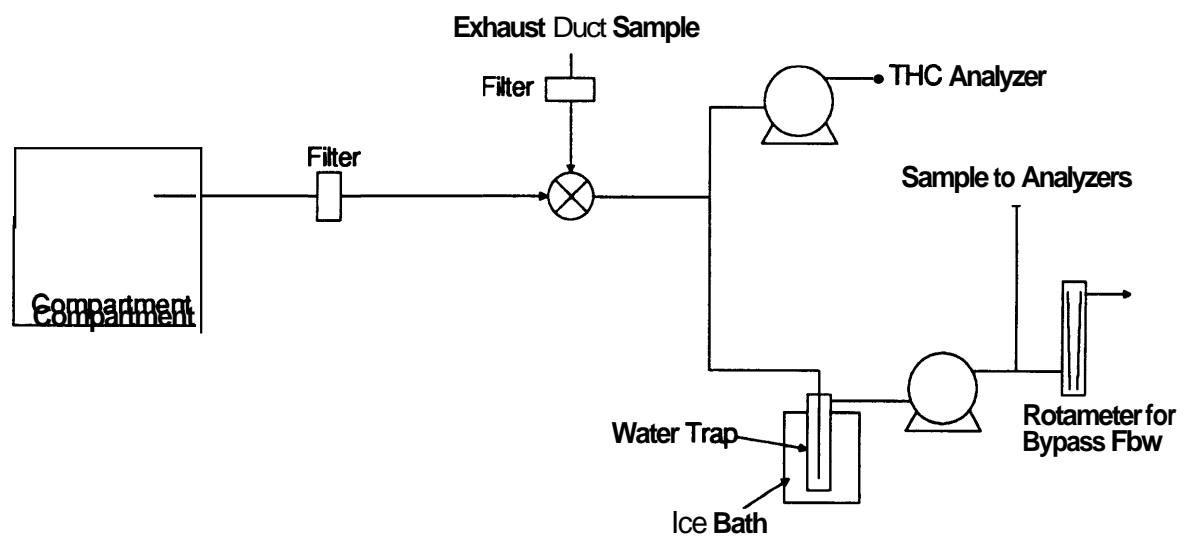 Exhaust Duct Sample
Filter
THC Analyzer
Filter
Sample to Analyzers
Compartment
Compartment
Water Trap
Rotameter for
Bypass Fbw
Ice Bath